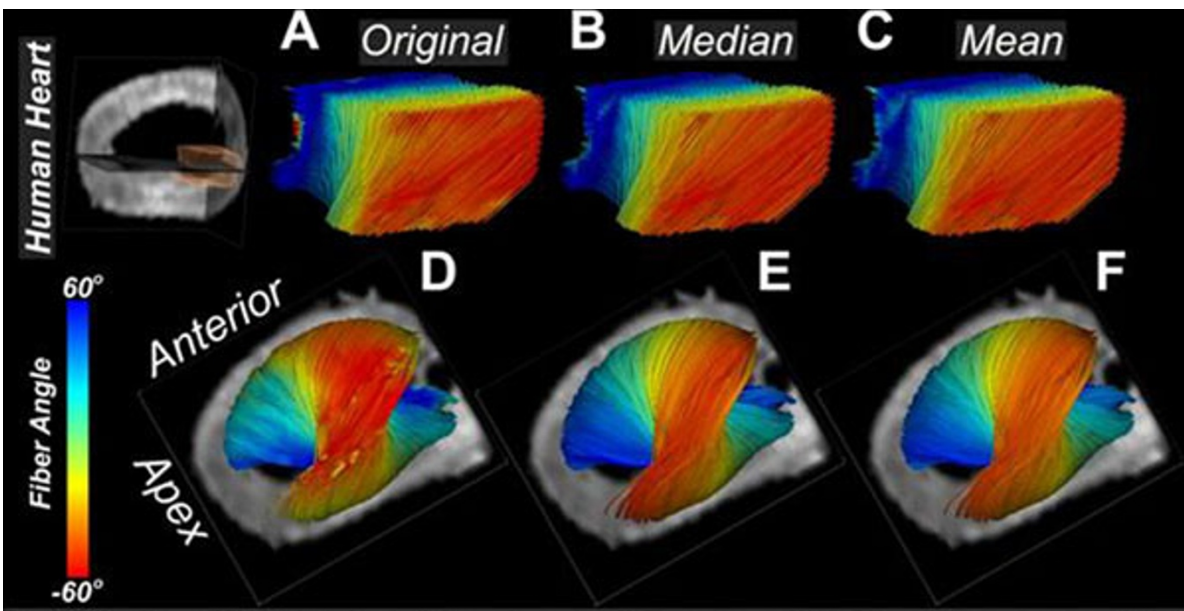 Human Heart
A Original
B Median
C Mean
D
E
F
60°
Fiber Angle
-60°
Anterior
Apex